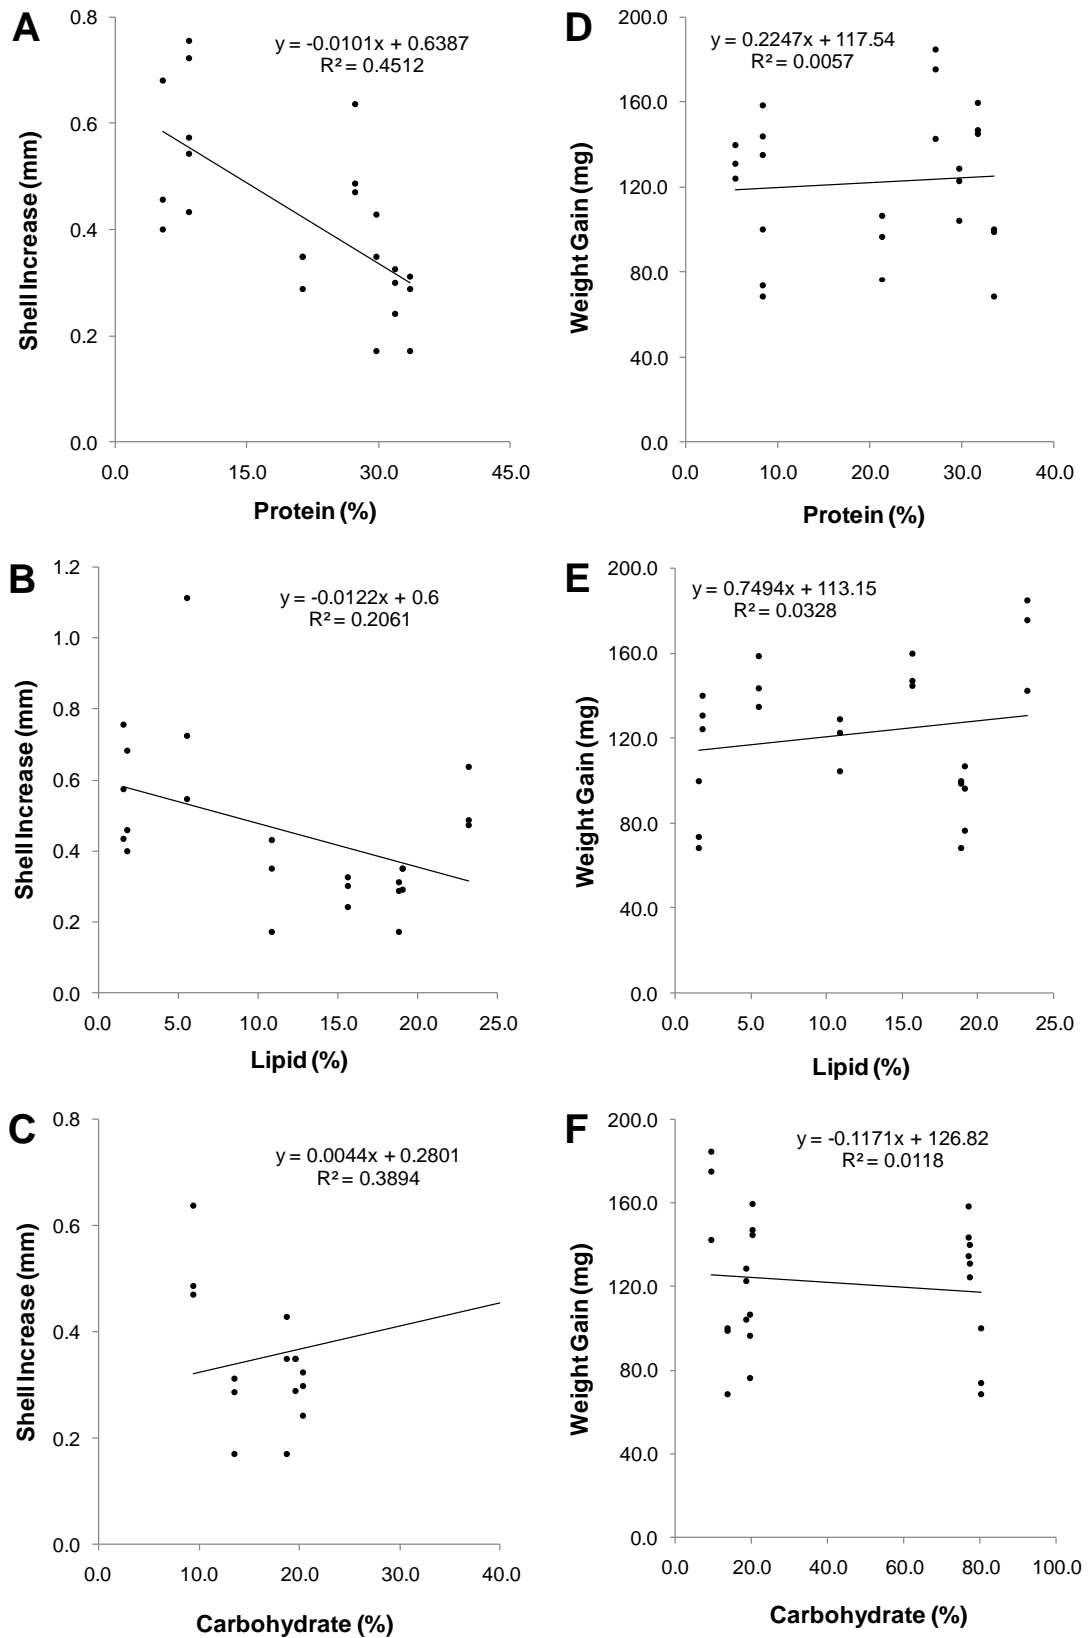 A
y = -0.0101x + 0.6387
R² = 0.4512
Shell Increase (mm)
0.8
0.6
0.4
0.2
0.0
0.0 15.0 30.0 45.0
Protein (%)
D
y = 0.2247x + 117.54
R² = 0.0057
Weight Gain (mg)
200.0
160.0
120.0
80.0
40.0
0.0
0.0 10.0 20.0 30.0 40.0
Protein (%)
B
y = -0.0122x + 0.6
R² = 0.2061
Shell Increase (mm)
1.2
1.0
0.8
0.6
0.4
0.2
0.0
0.0 5.0 10.0 15.0 20.0 25.0
Lipid (%)
E
y = 0.7494x + 113.15
R² = 0.0328
Weight Gain (mg)
200.0
160.0
120.0
80.0
40.0
0.0
0.0 5.0 10.0 15.0 20.0 25.0
Lipid (%)
C
y = 0.0044x + 0.2801
R² = 0.3894
Shell Increase (mm)
0.8
0.6
0.4
0.2
0.0
0.0 10.0 20.0 30.0 40.0
Carbohydrate (%)
F
y = -0.1171x + 126.82
R² = 0.0118
Weight Gain (mg)
200.0
160.0
120.0
80.0
40.0
0.0
0.0 20.0 40.0 60.0 80.0 100.0
Carbohydrate (%)